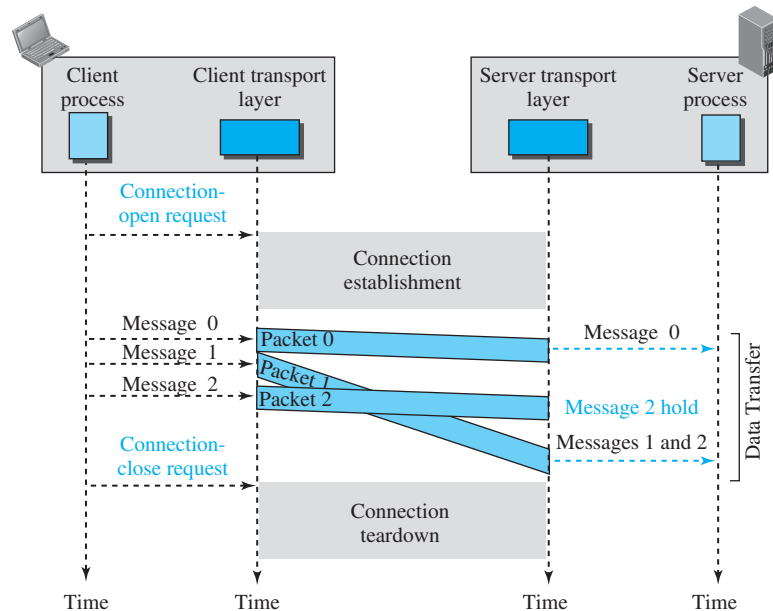 Client process
Client transport layer
Server transport layer
Server process
Connection-
open request
Connection
establishment
Message 0
Packet 0
Message 0
Message 1
Packet 1
Message 2
Packet 2
Message 2 hold
Messages 1 and 2
Data Transfer
Connection-
close request
Connection
teardown
Time
Time
Time
Time